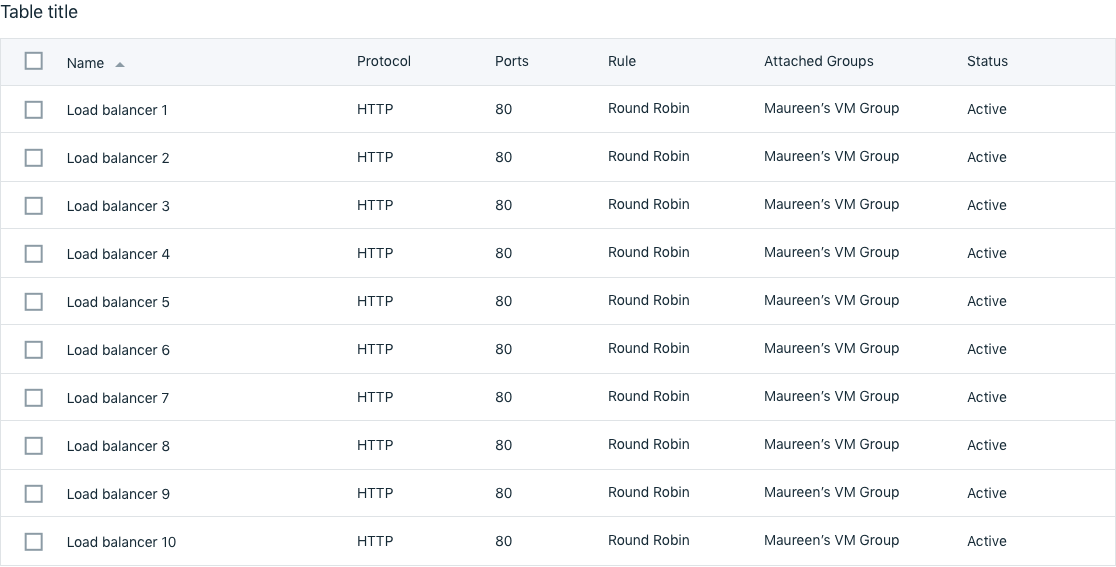 Table title
Name Protocol Ports Rule Attached Groups Status
Load balancer 1 HTTP 80 Round Robin Maureen’s VM Group Active
Load balancer 2 HTTP 80 Round Robin Maureen’s VM Group Active
Load balancer 3 HTTP 80 Round Robin Maureen’s VM Group Active
Load balancer 4 HTTP 80 Round Robin Maureen’s VM Group Active
Load balancer 5 HTTP 80 Round Robin Maureen’s VM Group Active
Load balancer 6 HTTP 80 Round Robin Maureen’s VM Group Active
Load balancer 7 HTTP 80 Round Robin Maureen’s VM Group Active
Load balancer 8 HTTP 80 Round Robin Maureen’s VM Group Active
Load balancer 9 HTTP 80 Round Robin Maureen’s VM Group Active
Load balancer 10 HTTP 80 Round Robin Maureen’s VM Group Active